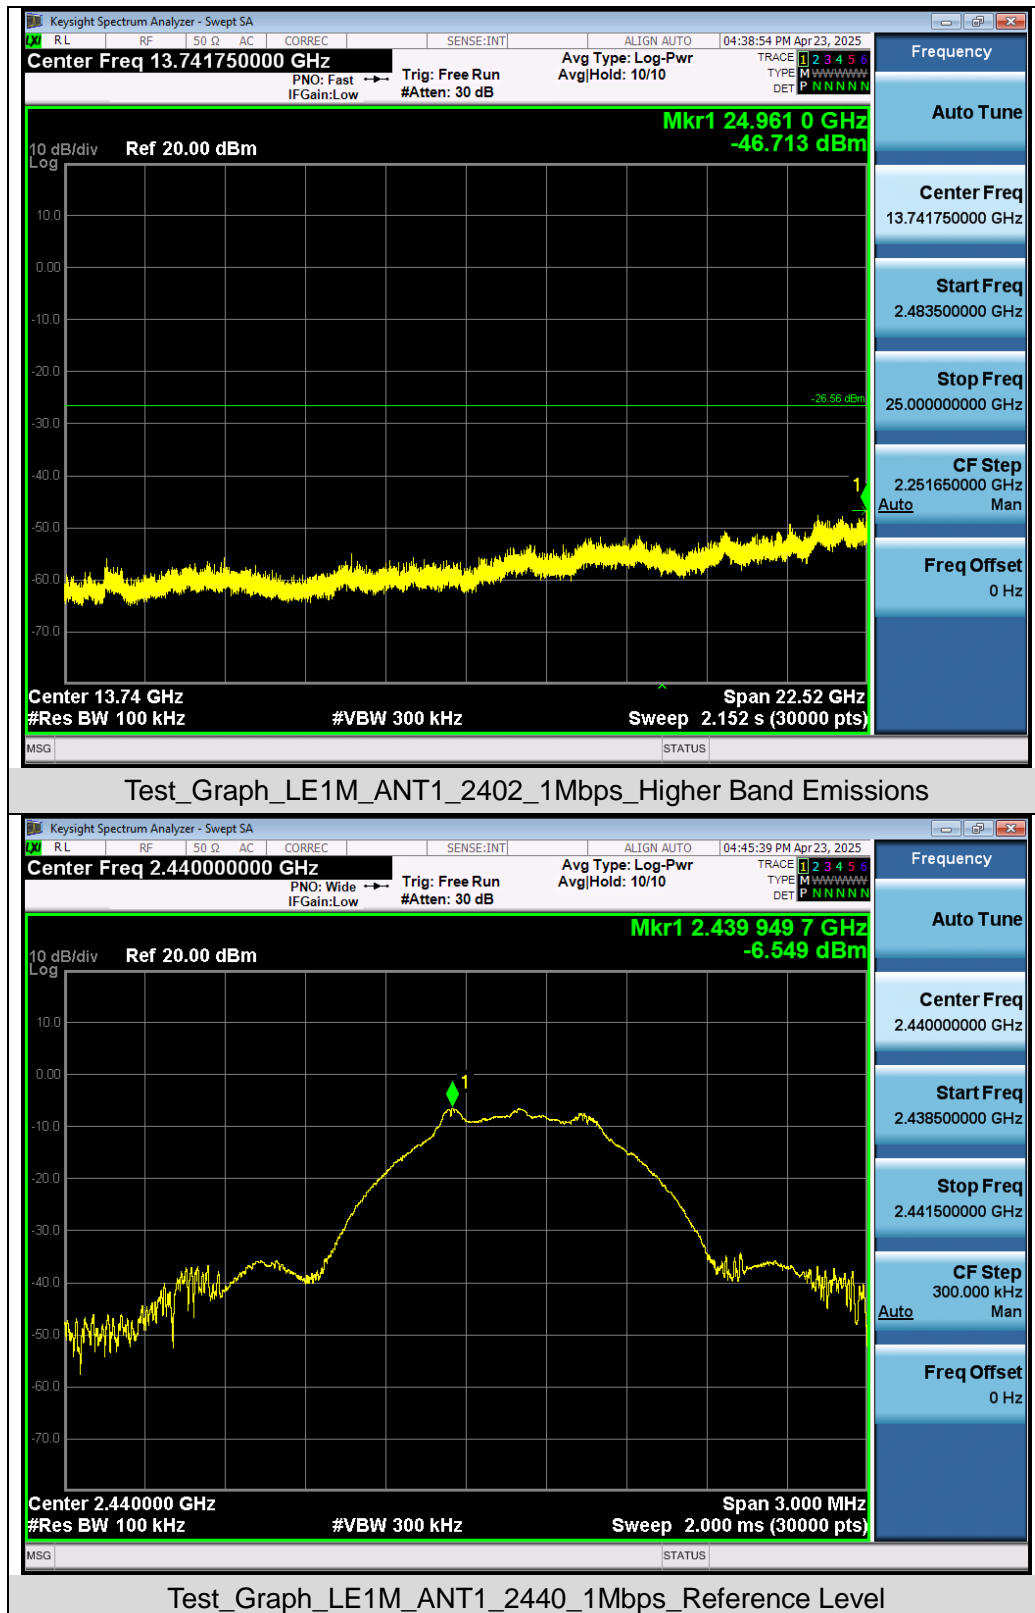 Keysight Spectrum Analyzer - Swept SA
LXI RL RF 50 Ω AC CORREC SENSE:INT ALIGN AUTO 04:38:54 PM Apr 23, 2025
Center Freq 13.741750000 GHz
PNO: Fast
IFGain:Low
Trig: Free Run
#Atten: 30 dB
Avg Type: Log-Pwr
Avg|Hold: 10/10
TRACE 1 2 3 4 5 6
TYPE M WWWWW
DET P N N N N N
Mkr1 24.961 0 GHz
-46.713 dBm
10 dB/div
Log
Ref 20.00 dBm
10.0
0.00
-10.0
-20.0
-26.56 dBm
-30.0
-40.0
1
-50.0
-60.0
-70.0
Center 13.74 GHz
Span 22.52 GHz
#Res BW 100 kHz
#VBW 300 kHz
Sweep 2.152 s (30000 pts)
MSG
STATUS
Frequency
Auto Tune
Center Freq
13.741750000 GHz
Start Freq
2.483500000 GHz
Stop Freq
25.000000000 GHz
CF Step
2.251650000 GHz
Auto Man
Freq Offset
0 Hz
Test_Graph_LE1M_ANT1_2402_1Mbps_Higher Band Emissions
Keysight Spectrum Analyzer - Swept SA
LXI RL RF 50 Ω AC CORREC SENSE:INT ALIGN AUTO 04:45:39 PM Apr 23, 2025
Center Freq 2.440000000 GHz
PNO: Wide
IFGain:Low
Trig: Free Run
#Atten: 30 dB
Avg Type: Log-Pwr
Avg|Hold: 10/10
TRACE 1 2 3 4 5 6
TYPE M WWWWW
DET P N N N N N
Mkr1 2.439 949 7 GHz
-6.549 dBm
10 dB/div
Log
Ref 20.00 dBm
10.0
0.00
1
-10.0
-20.0
-30.0
-40.0
-50.0
-60.0
-70.0
Center 2.440000 GHz
Span 3.000 MHz
#Res BW 100 kHz
#VBW 300 kHz
Sweep 2.000 ms (30000 pts)
MSG
STATUS
Frequency
Auto Tune
Center Freq
2.440000000 GHz
Start Freq
2.438500000 GHz
Stop Freq
2.441500000 GHz
CF Step
300.000 kHz
Auto Man
Freq Offset
0 Hz
Test_Graph_LE1M_ANT1_2440_1Mbps_Reference Level